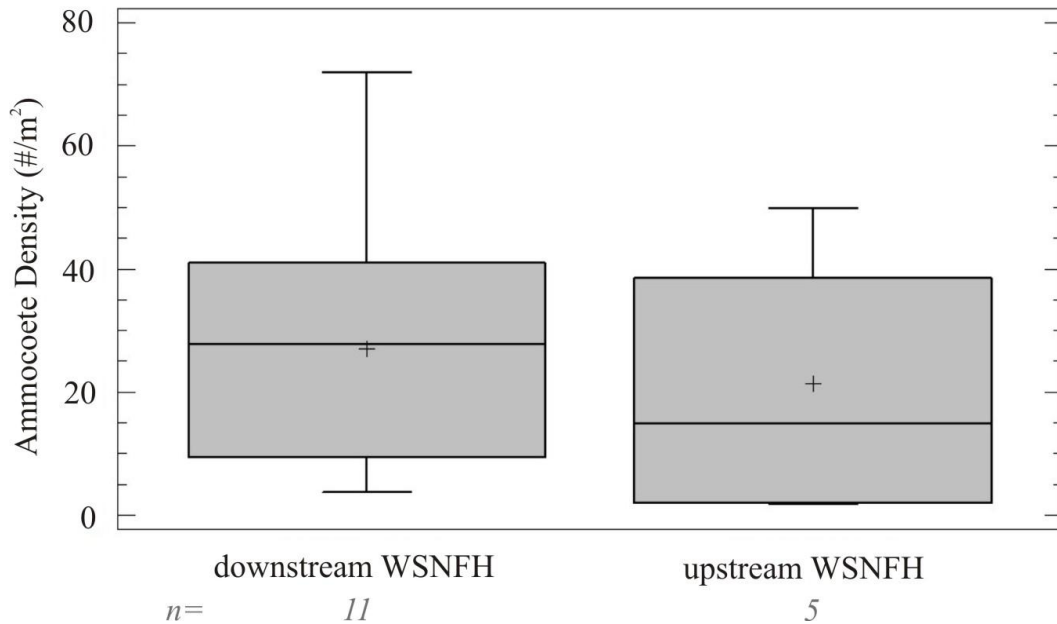 80
60
40
20
0
Ammocoete Density (#/m²)
downstream WSNFH
upstream WSNFH
n= 11 5